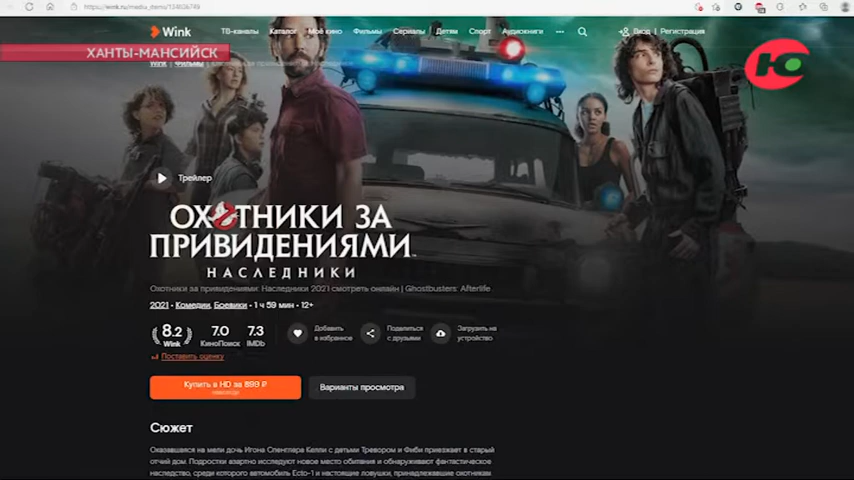 https://wink.ru/media_items/
ХАНТЫ-МАНСИЙСК
Ю
Wink
ТВ-каналы Каталог Моё кино Фильмы Сериалы Детям Спорт Аудиокниги ••• Вход | Регистрация
Wink Фильмы
Трейлер
ОХОТНИКИ ЗА
ПРИВИДЕНИЯМИ
НАСЛЕДНИКИ
Охотники за привидениями: Наследники 2021 смотреть онлайн | Ghostbusters: Afterlife
2021 • Комедии, Боевики • 1 ч 59 мин • 12+
8.2 7.0 7.3
Wink КиноПоиск IMDb
Добавить в избранное
Поделиться с друзьями
Загрузить на устройство
Поставить оценку
Купить в HD за 899 ₽
навсегда
Варианты просмотра
Сюжет
Оказавшаяся на мели дочь Игона Спенглера Келли с детьми Тревором и Фиби приезжает в старый
отчий дом. Подростки азартно исследуют новое место обитания и обнаруживают фантастическое
наследство, среди которого автомобиль Ecto-1 и настоящие ловушки, принадлежавшие охотникам